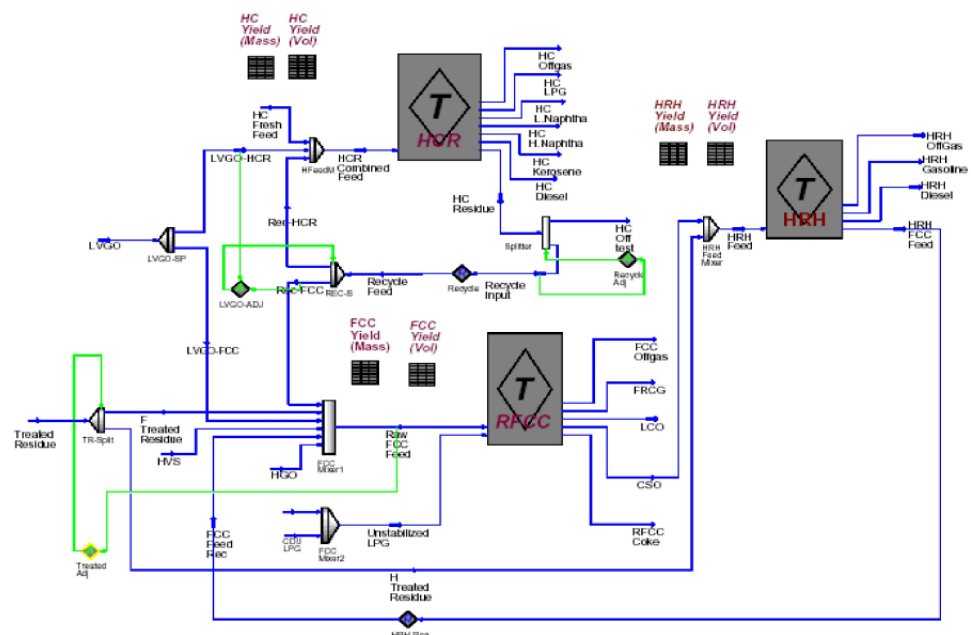 HC
Yield
(Mass)
HC
Yield
(Vol)
HC
Fresh
Feed
LVGO-HCR
HFeedM
HCR
Combined
Feed
T
HCR
HC
Offgas
HC
LPG
HC
L.Naphtha
HC
H.Naphtha
HC
Kerosene
HC
Diesel
HC
Residue
HRH
Yield
(Mass)
HRH
Yield
(Vol)
T
HRH
HRH
OffGas
HRH
Gasoline
HRH
Diesel
HRH
FCC
Feed
HRH
Feed
Mixer
HRH
Feed
Rec-HCR
LVGO
LVGO-SP
LVGO-ADJ
REC-S
Rec-FCC
Recycle
Feed
Recycle
Recycle
Input
Splitter
HC
Off
test
Recycle
Adj
LVGO-FCC
FCC
Yield
(Mass)
FCC
Yield
(Vol)
T
RFCC
FCC
Offgas
FRCG
LCO
CSO
RFCC
Coke
Treated
Residue
TR-Split
F
Treated
Residue
HVS
HGO
FCC
Mixer1
Raw
FCC
Feed
CDU
LPG
FCC
Mixer2
Unstabilized
LPG
FCC
Feed
Rec
Treated
Adj
H
Treated
Residue